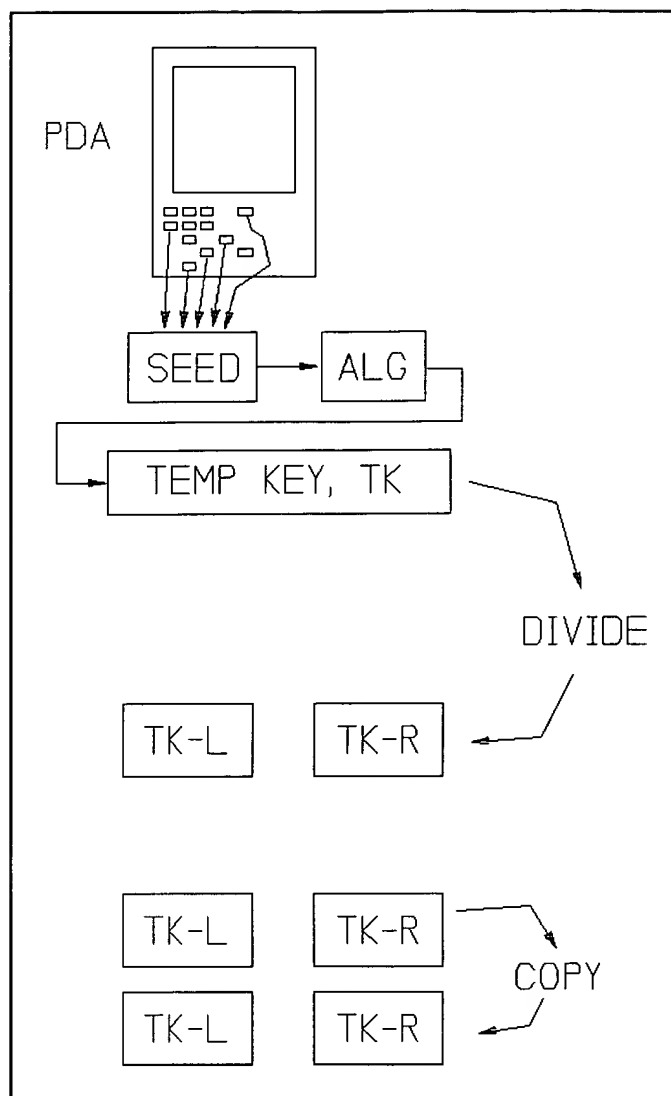 PDA
SEED ALG
TEMP KEY, TK
DIVIDE
TK-L TK-R
TK-L TK-R
COPY
TK-L TK-R